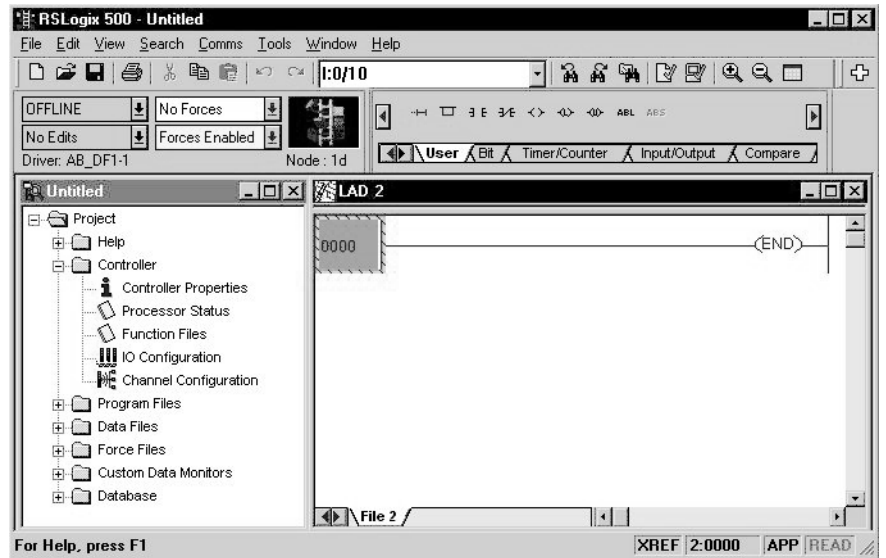 RSLogix 500 - Untitled
File Edit View Search Comms Tools Window Help
I:0/10
OFFLINE No Forces
No Edits Forces Enabled
Driver: AB_DF1-1 Node : 1d
ABL ABS
User Bit Timer/Counter Input/Output Compare
Untitled
Project
Help
Controller
Controller Properties
Processor Status
Function Files
IO Configuration
Channel Configuration
Program Files
Data Files
Force Files
Custom Data Monitors
Database
LAD 2
0000 (END)
File 2
For Help, press F1 XREF 2:0000 APP READ